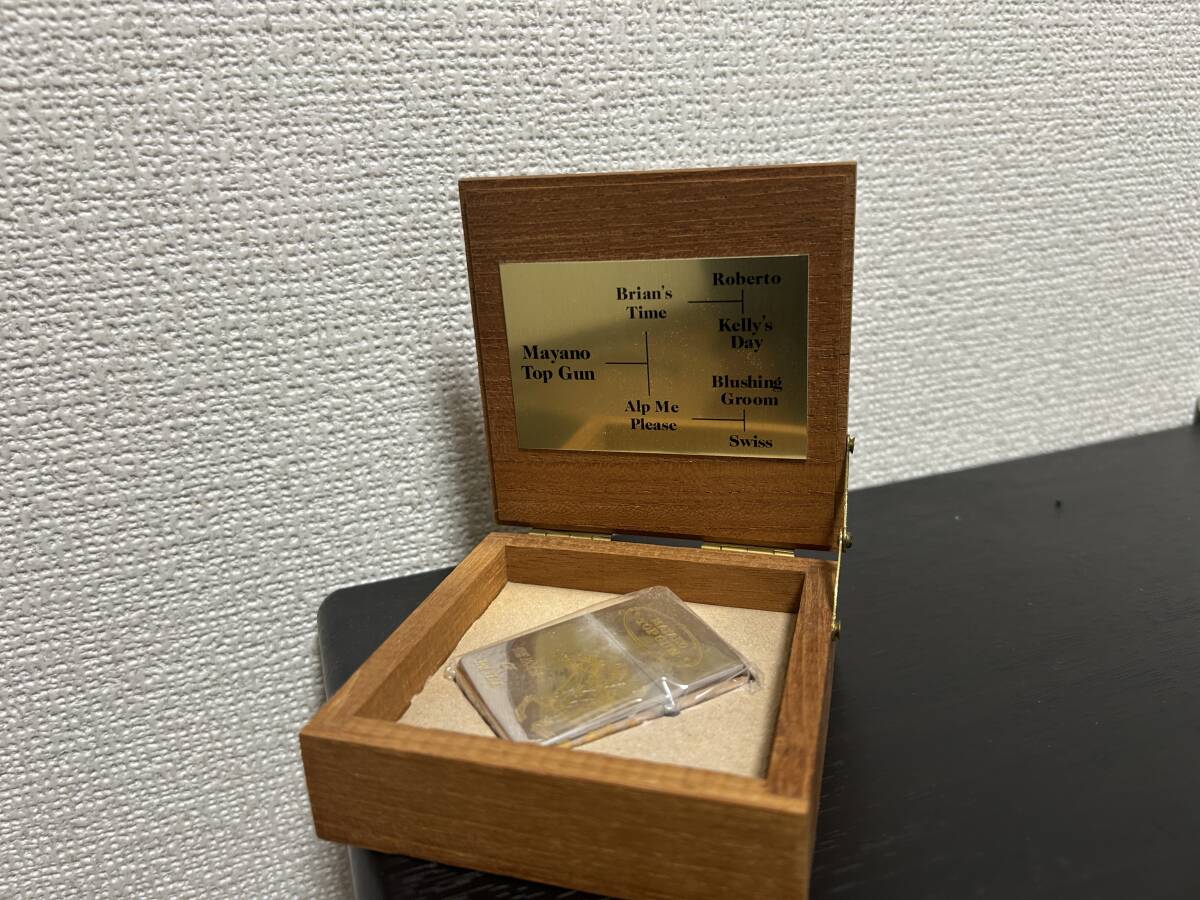 Roberto
Brian's
Time
Kelly's
Day
Mayano
Top Gun
Blushing
Groom
Alp Me
Please
Swiss